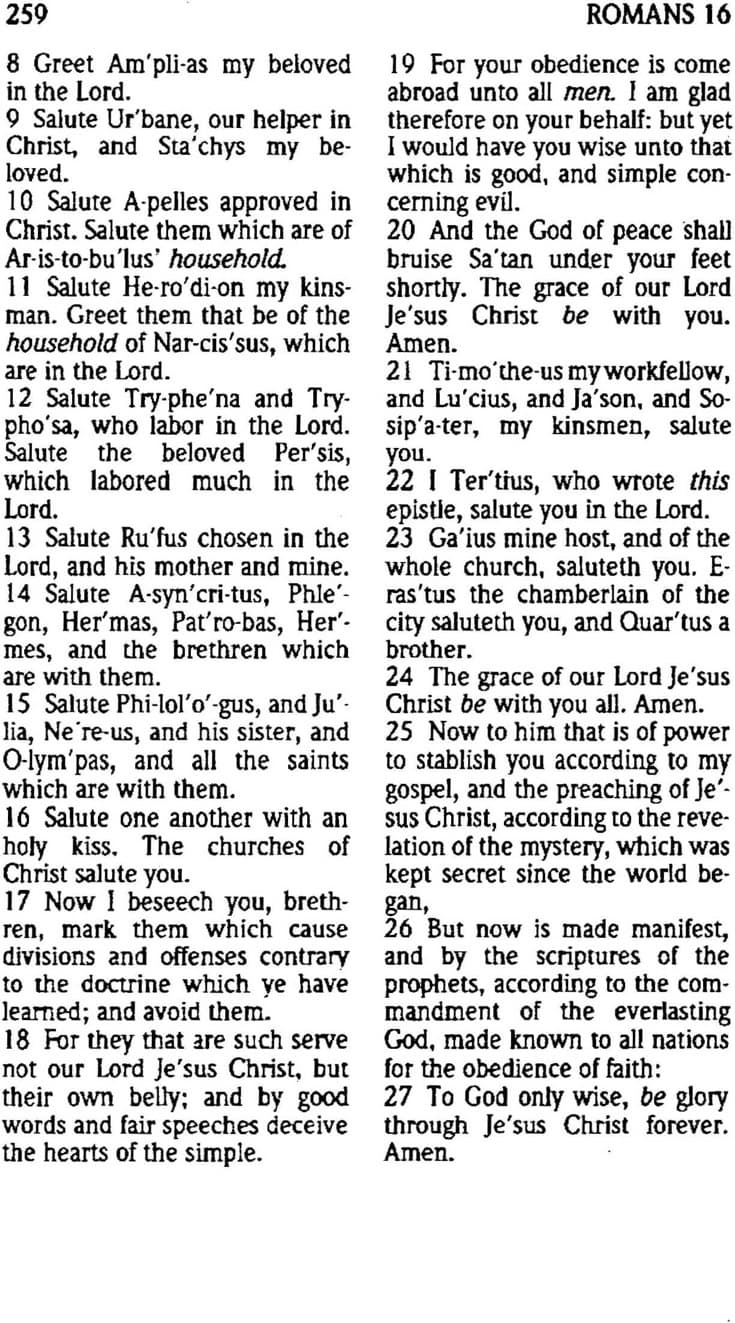 259
ROMANS 16
8 Greet Am'pli-as my beloved
in the Lord.
9 Salute Ur'bane, our helper in
Christ, and Sta'chys my be-
loved.
10 Salute A-pelles approved in
Christ. Salute them which are of
Ar-is-to-bu'lus' household.
11 Salute He-ro'di-on my kins-
man. Greet them that be of the
household of Nar-cis'sus, which
are in the Lord.
12 Salute Try-phe'na and Try-
pho'sa, who labor in the Lord.
Salute the beloved Per'sis,
which labored much in the
Lord.
13 Salute Ru'fus chosen in the
Lord, and his mother and mine.
14 Salute A-syn'cri-tus, Phle'-
gon, Her'mas, Pat'ro-bas, Her'-
mes, and the brethren which
are with them.
15 Salute Phi-lol'o'-gus, and Ju'-
lia, Ne're-us, and his sister, and
O-lym'pas, and all the saints
which are with them.
16 Salute one another with an
holy kiss. The churches of
Christ salute you.
17 Now I beseech you, breth-
ren, mark them which cause
divisions and offenses contrary
to the doctrine which ye have
learned; and avoid them.
18 For they that are such serve
not our Lord Je'sus Christ, but
their own belly; and by good
words and fair speeches deceive
the hearts of the simple.
19 For your obedience is come
abroad unto all men. I am glad
therefore on your behalf: but yet
I would have you wise unto that
which is good, and simple con-
cerning evil.
20 And the God of peace shall
bruise Sa'tan under your feet
shortly. The grace of our Lord
Je'sus Christ be with you.
Amen.
21 Ti-mo'the-us my workfellow,
and Lu'cius, and Ja'son, and So-
sip'a-ter, my kinsmen, salute
you.
22 I Ter'tius, who wrote this
epistle, salute you in the Lord.
23 Ga'ius mine host, and of the
whole church, saluteth you. E-
ras'tus the chamberlain of the
city saluteth you, and Quar'tus a
brother.
24 The grace of our Lord Je'sus
Christ be with you all. Amen.
25 Now to him that is of power
to stablish you according to my
gospel, and the preaching of Je'-
sus Christ, according to the reve-
lation of the mystery, which was
kept secret since the world be-
gan,
26 But now is made manifest,
and by the scriptures of the
prophets, according to the com-
mandment of the everlasting
God, made known to all nations
for the obedience of faith:
27 To God only wise, be glory
through Je'sus Christ forever.
Amen.